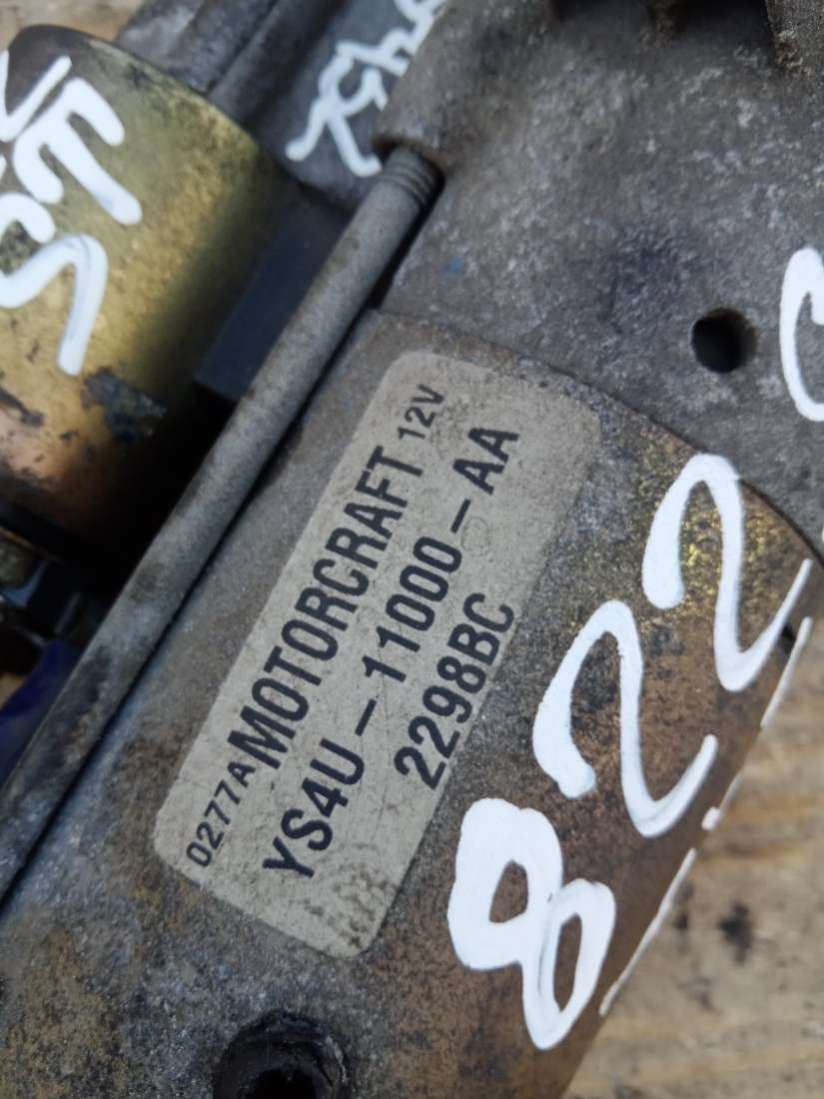 0277A MOTORCRAFT 12V
YS4U-11000-AA
2298BC
822